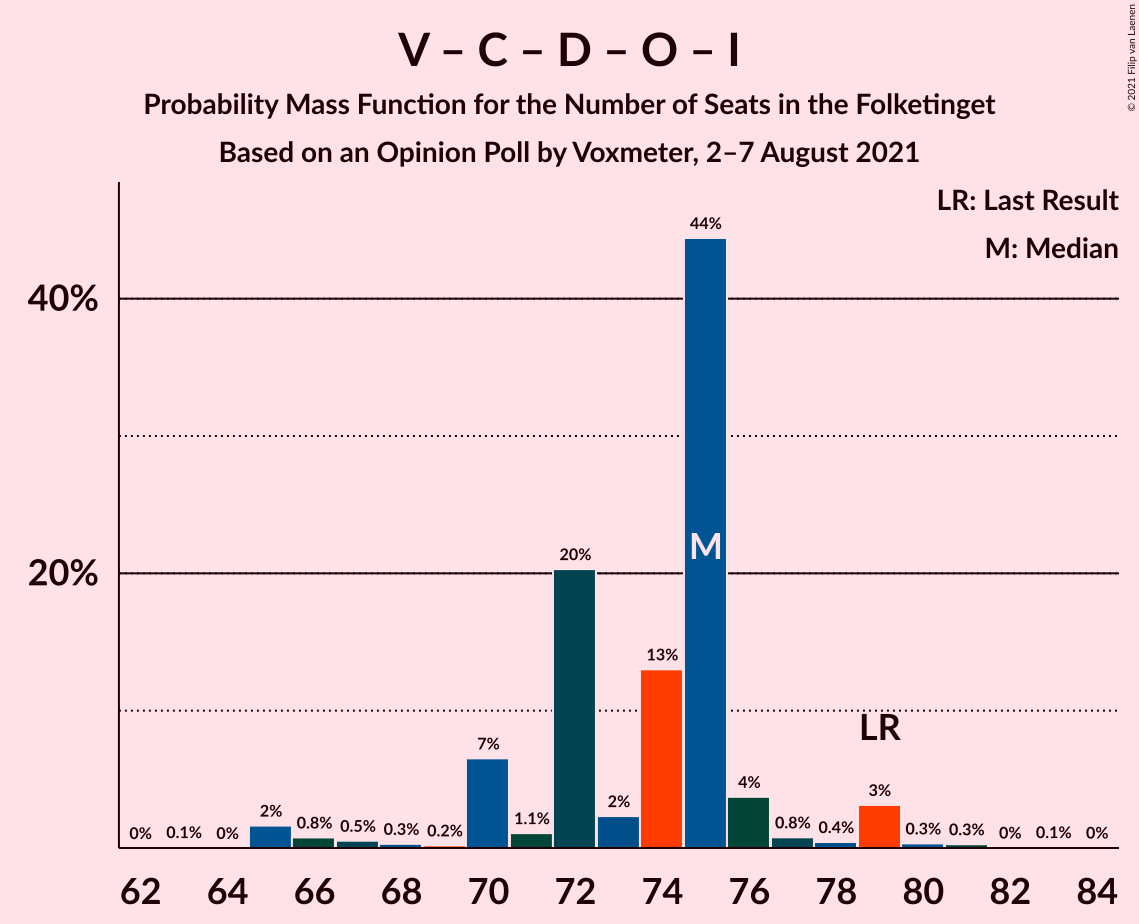 V – C – D – O – I
Probability Mass Function for the Number of Seats in the Folketinget
Based on an Opinion Poll by Voxmeter, 2–7 August 2021
© 2021 Filip van Laenen
LR: Last Result
M: Median
44%
40%
M
20%
20%
13%
LR
7%
4%
3%
2%
2%
1.1%
0% 0.1% 0% 0.8% 0.5% 0.3% 0.2% 0.8% 0.4% 0.3% 0.3% 0% 0.1% 0%
62 64 66 68 70 72 74 76 78 80 82 84